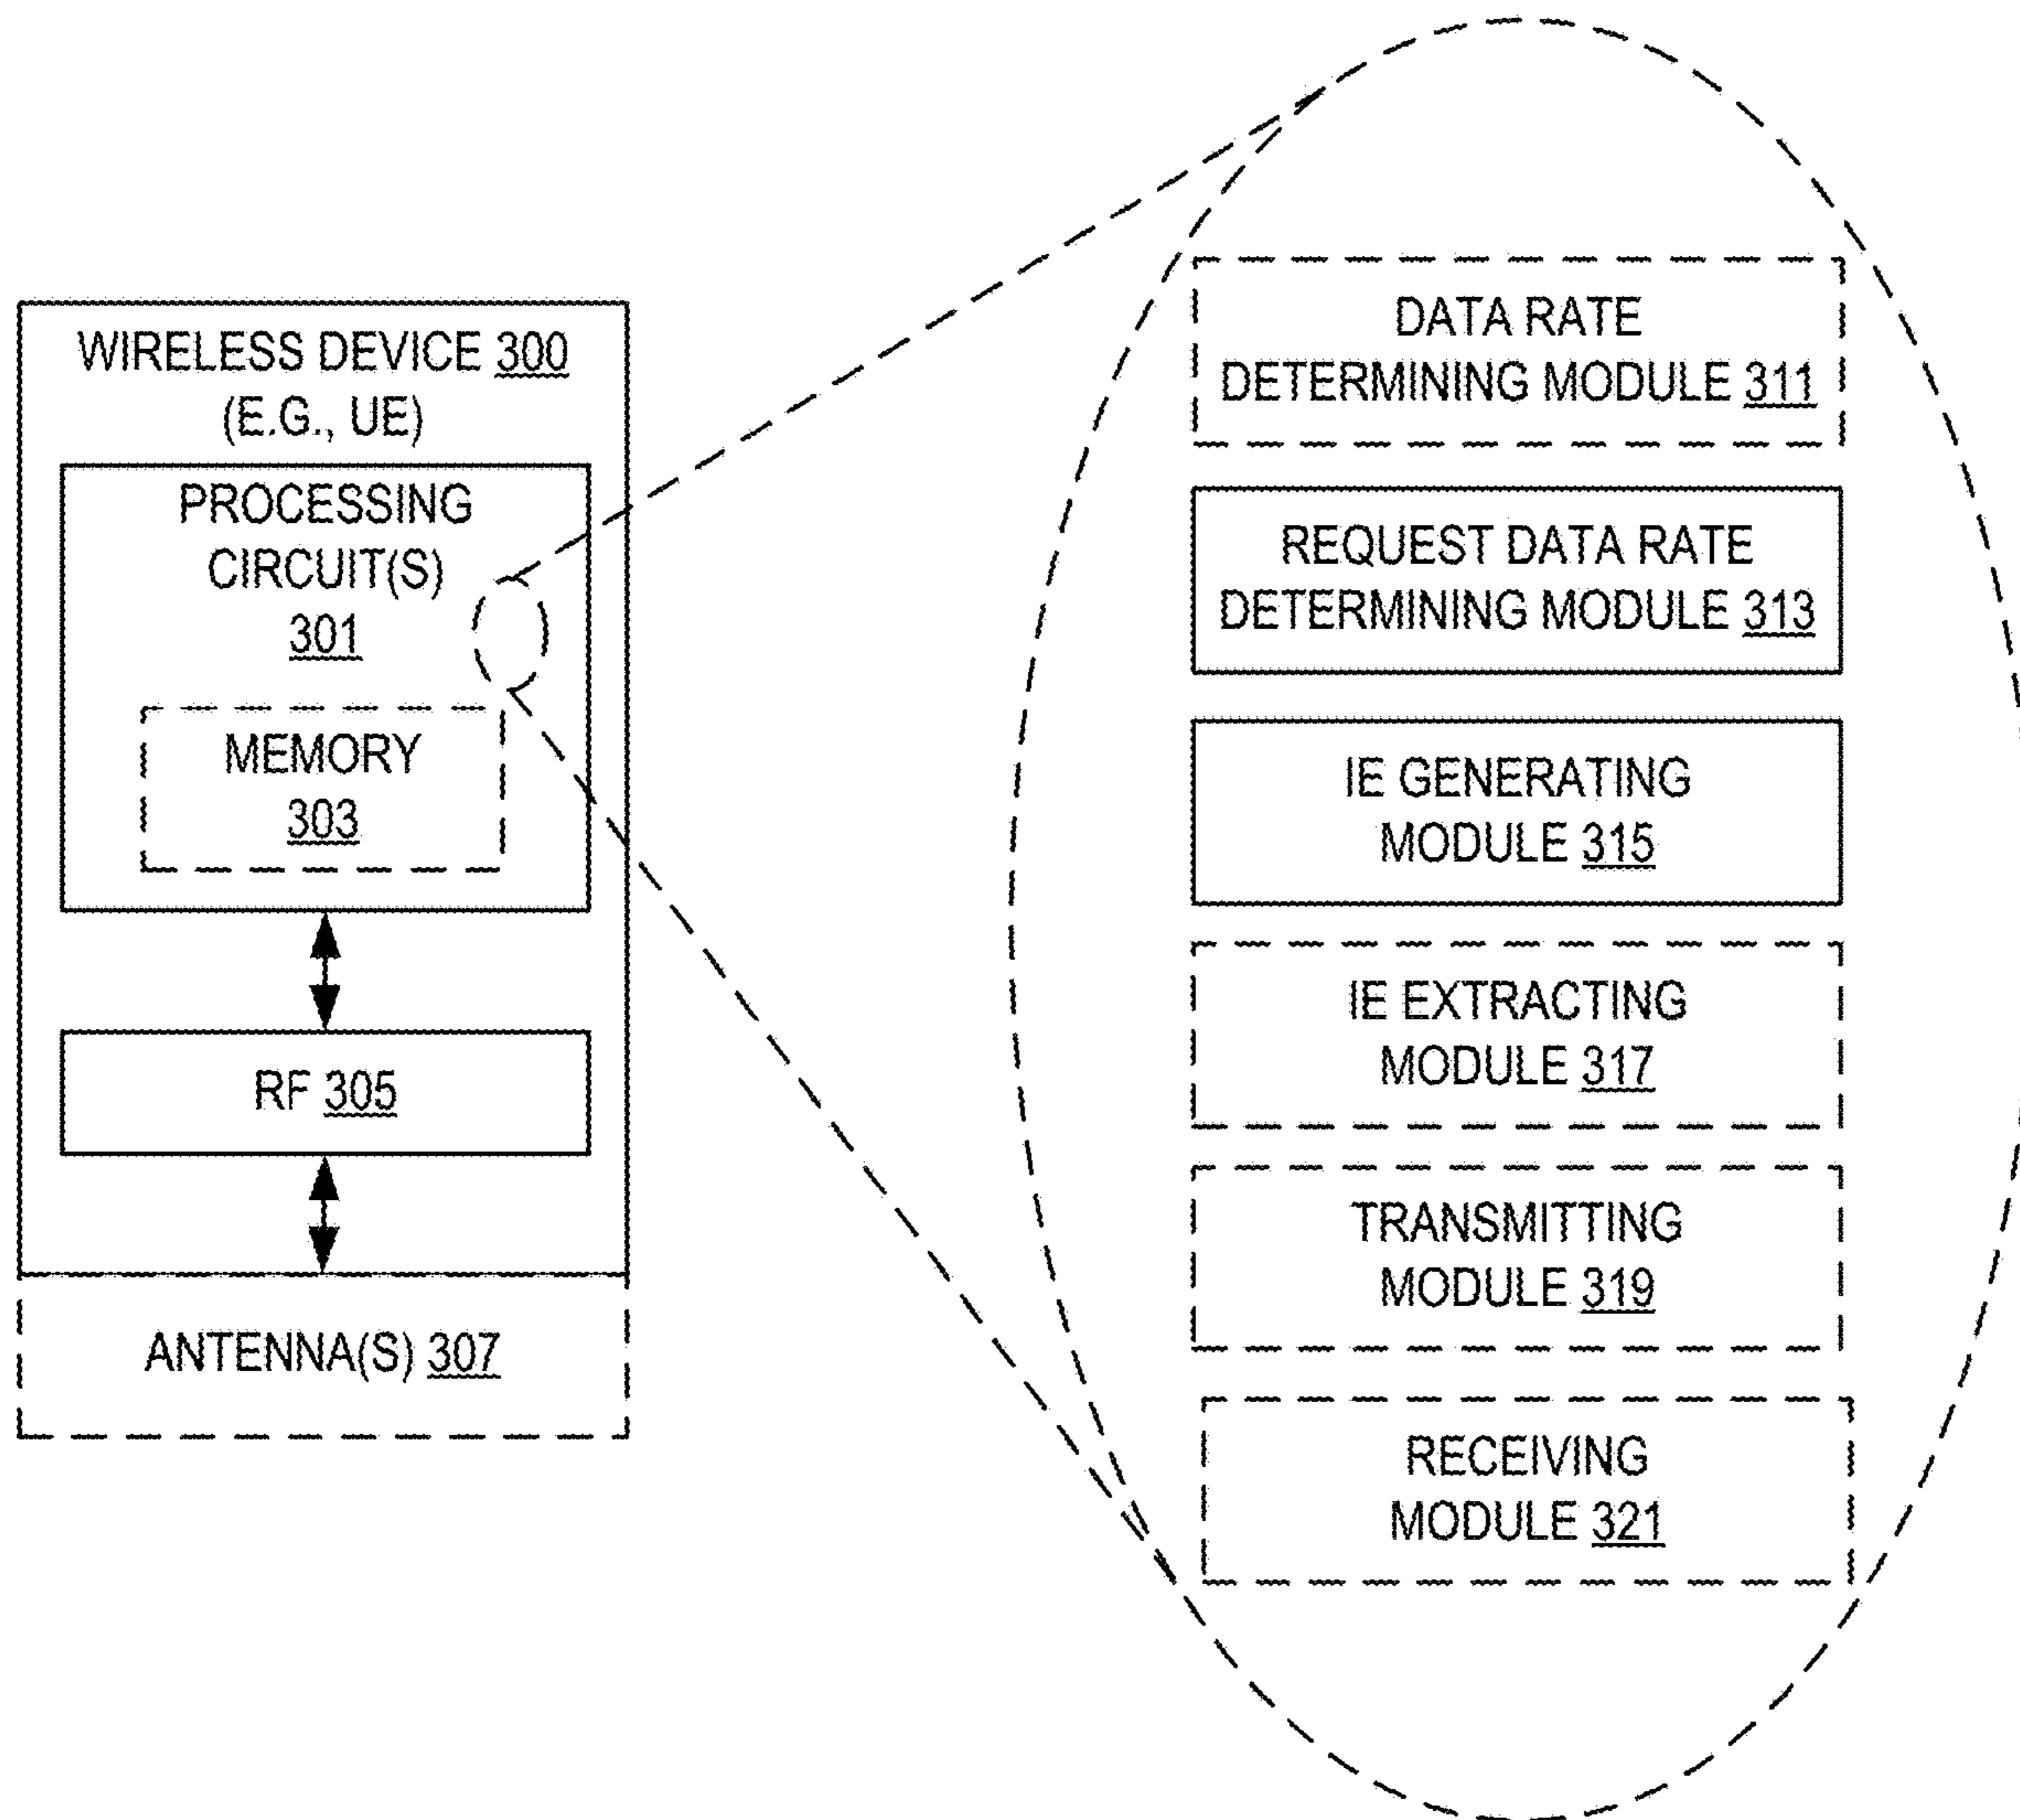 WIRELESS DEVICE 300
(E.G., UE)
PROCESSING
CIRCUIT(S)
301
MEMORY
303
RF 305
ANTENNA(S) 307
DATA RATE
DETERMINING MODULE 311
REQUEST DATA RATE
DETERMINING MODULE 313
IE GENERATING
MODULE 315
IE EXTRACTING
MODULE 317
TRANSMITTING
MODULE 319
RECEIVING
MODULE 321